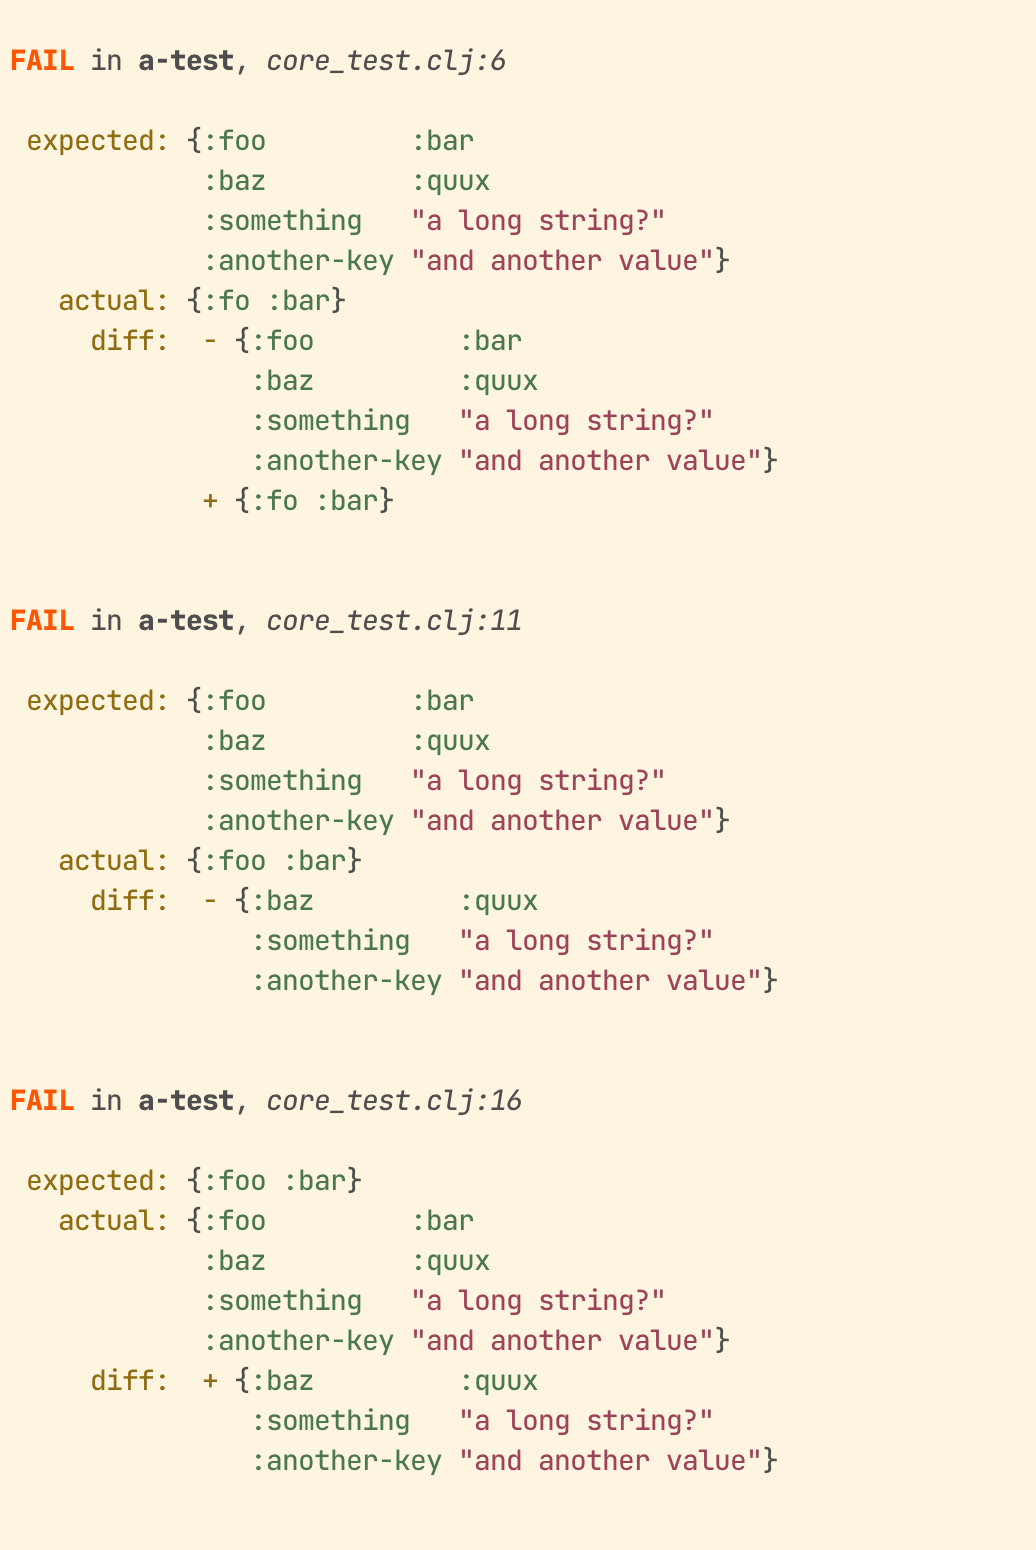 FAIL in a-test, core_test.clj:6
expected: {:foo         :bar
           :baz         :quux
           :something   "a long string?"
           :another-key "and another value"}
  actual: {:fo :bar}
    diff:  - {:foo         :bar
              :baz         :quux
              :something   "a long string?"
              :another-key "and another value"}
           + {:fo :bar}
FAIL in a-test, core_test.clj:11
expected: {:foo         :bar
           :baz         :quux
           :something   "a long string?"
           :another-key "and another value"}
  actual: {:foo :bar}
    diff:  - {:baz         :quux
              :something   "a long string?"
              :another-key "and another value"}
FAIL in a-test, core_test.clj:16
expected: {:foo :bar}
  actual: {:foo         :bar
           :baz         :quux
           :something   "a long string?"
           :another-key "and another value"}
    diff:  + {:baz         :quux
              :something   "a long string?"
              :another-key "and another value"}